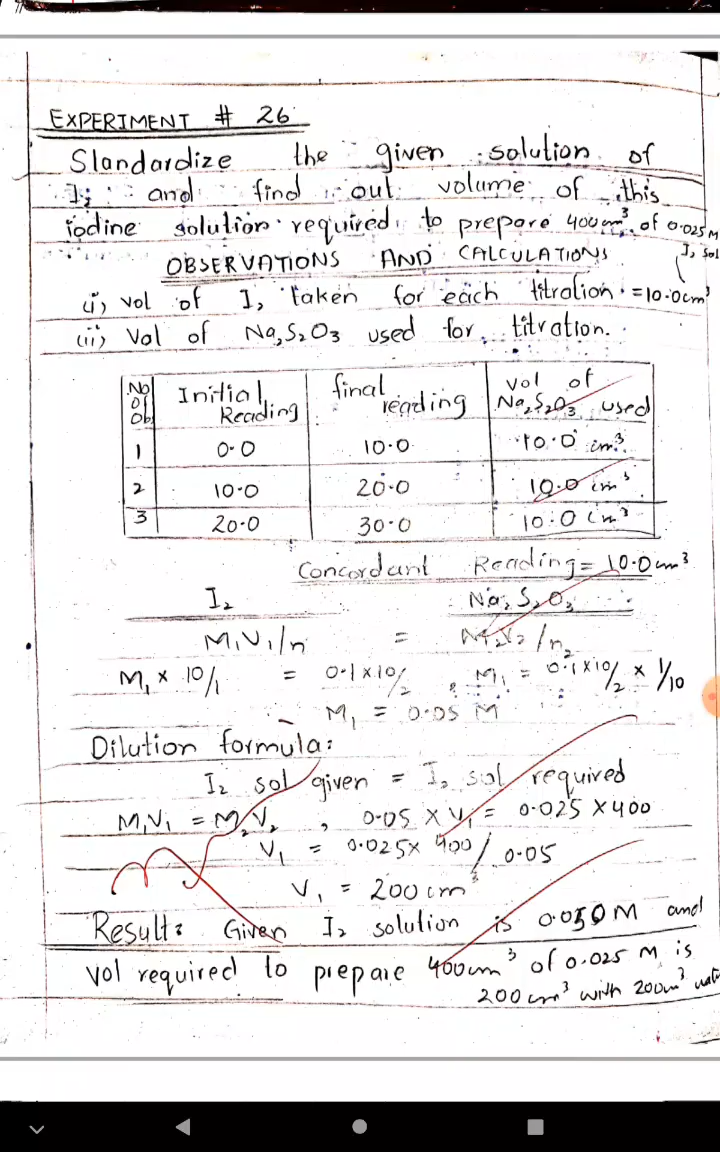 EXPERIMENT # 26
Slandardize the given solution of
I₂ and find out volume of this
iodine solution required to prepare 400cm³ of 0.025 M
I₂ sol
OBSERVATIONS AND CALCULATIONS
(i) vol of I₂ taken for each titration = 10.0cm³
(ii) Vol of Na₂S₂O₃ used for titration.
No Of Ob | Initial Reading | final reading | vol of Na₂S₂O₃ used
1 | 0.0 | 10.0 | 10.0 cm³
2 | 10.0 | 20.0 | 10.0 cm³
3 | 20.0 | 30.0 | 10.0 cm³
Concordant Reading = 10.0 cm³
I₂ Na₂S₂O₃
M₁V₁/n = M₂V₂/n₂
M₁ × 10/1 = 0.1×10/2 , M₁ = 0.1×10/2 × 1/10
M₁ = 0.05 M
Dilution formula:
I₂ sol given = I₂ sol required
M₁V₁ = M₂V₂ , 0.05 × V₁ = 0.025 × 400
V₁ = 0.025× 400/0.05
V₁ = 200 cm³
Result: Given I₂ solution is 0.050 M and
vol required to prepare 400cm³ of 0.025 M is
200 cm³ with 200cm³